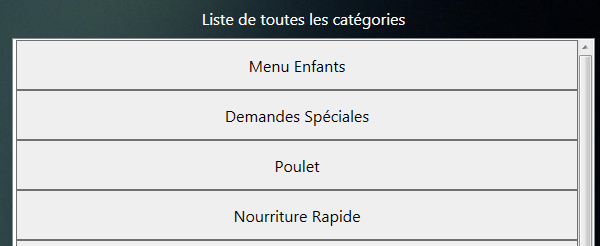 Liste de toutes les catégories
Menu Enfants
Demandes Spéciales
Poulet
Nourriture Rapide